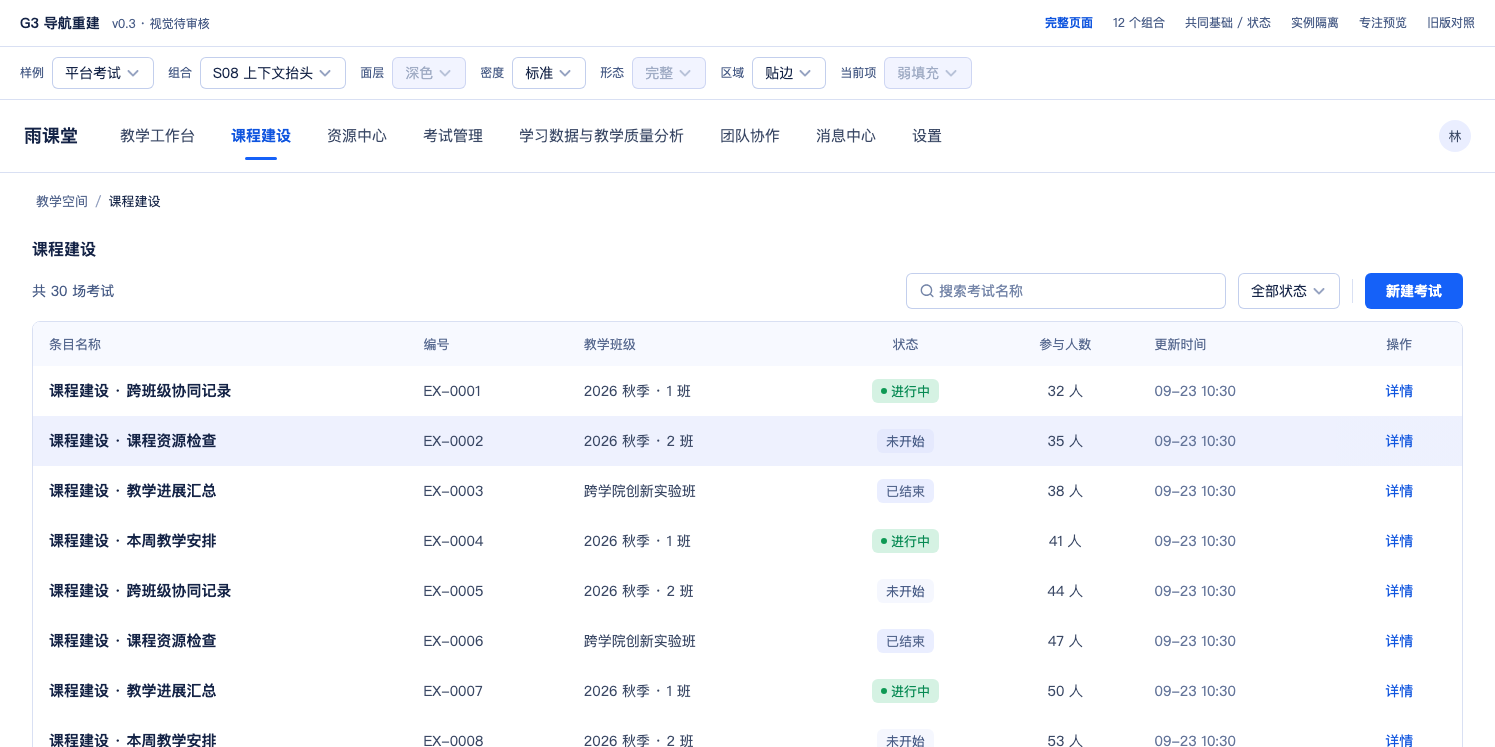 G3 导航重建 v0.3 · 视觉待审核 完整页面 12 个组合 共同基础 / 状态 实例隔离 专注预览 旧版对照
样例 平台考试 组合 S08 上下文抬头 面层 深色 密度 标准 形态 完整 区域 贴边 当前项 弱填充
雨课堂 教学工作台 课程建设 资源中心 考试管理 学习数据与教学质量分析 团队协作 消息中心 设置 林
教学空间 / 课程建设
课程建设
共 30 场考试 搜索考试名称 全部状态 新建考试
条目名称 编号 教学班级 状态 参与人数 更新时间 操作
课程建设 · 跨班级协同记录 EX-0001 2026 秋季 · 1 班 进行中 32 人 09-23 10:30 详情
课程建设 · 课程资源检查 EX-0002 2026 秋季 · 2 班 未开始 35 人 09-23 10:30 详情
课程建设 · 教学进展汇总 EX-0003 跨学院创新实验班 已结束 38 人 09-23 10:30 详情
课程建设 · 本周教学安排 EX-0004 2026 秋季 · 1 班 进行中 41 人 09-23 10:30 详情
课程建设 · 跨班级协同记录 EX-0005 2026 秋季 · 2 班 未开始 44 人 09-23 10:30 详情
课程建设 · 课程资源检查 EX-0006 跨学院创新实验班 已结束 47 人 09-23 10:30 详情
课程建设 · 教学进展汇总 EX-0007 2026 秋季 · 1 班 进行中 50 人 09-23 10:30 详情
课程建设 · 本周教学安排 EX-0008 2026 秋季 · 2 班 未开始 53 人 09-23 10:30 详情